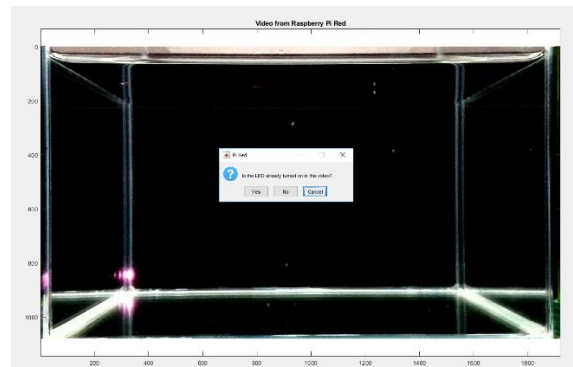 Video from Raspberry Pi Red
0
200
400
600
800
1000
Pi Red
Is the LED already turned on in this video?
Yes No Cancel
200 400 600 800 1000 1200 1400 1600 1800